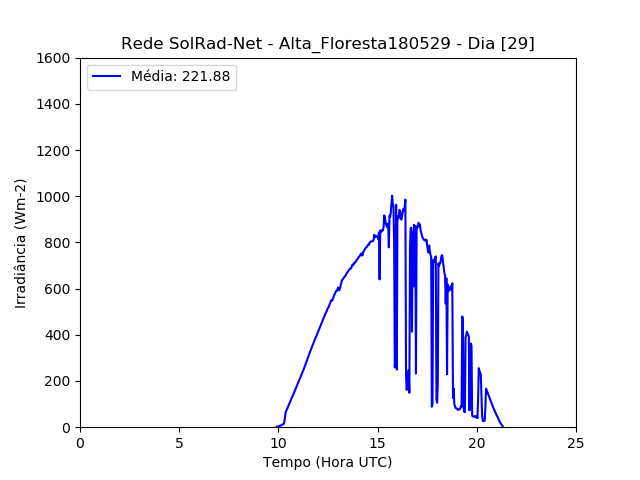 Rede SolRad-Net - Alta_Floresta180529 - Dia [29]
Média: 221.88
Irradiância (Wm-2)
1600
1400
1200
1000
800
600
400
200
0
0 5 10 15 20 25
Tempo (Hora UTC)